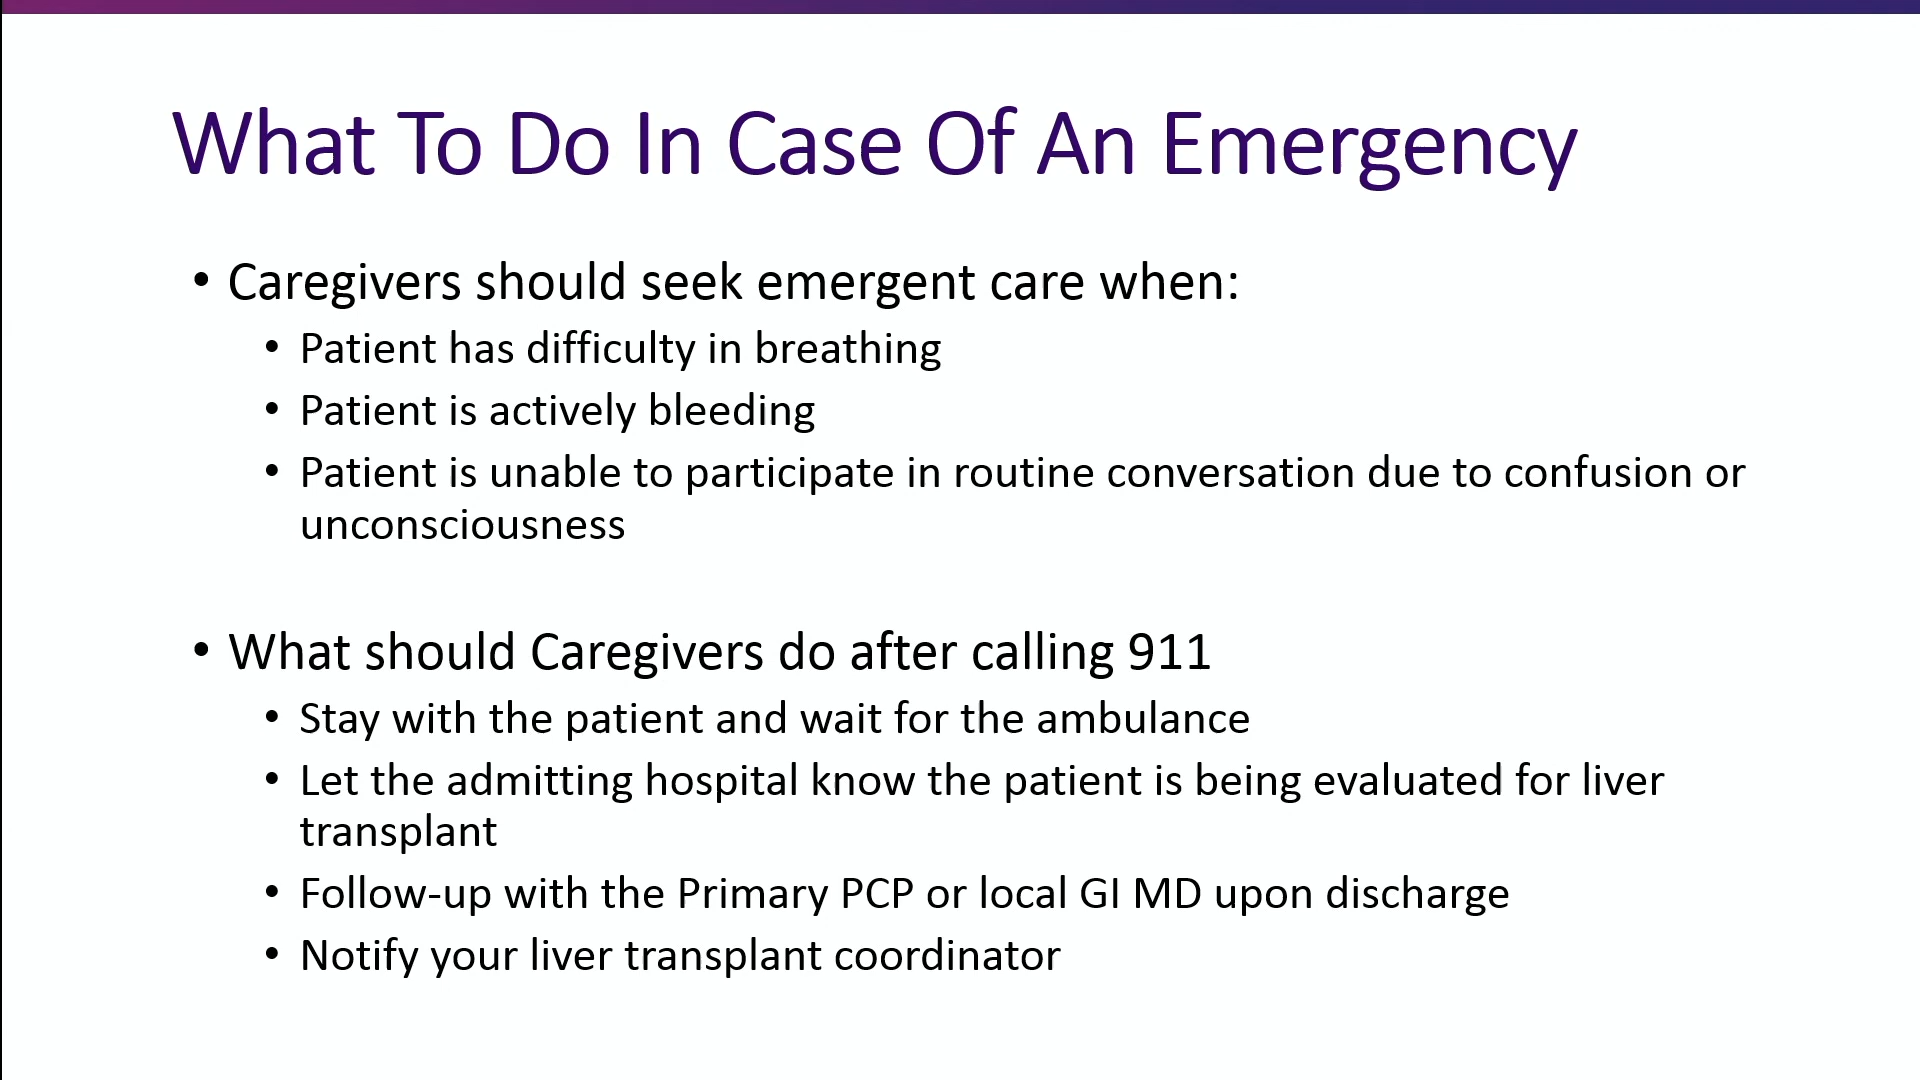 What To Do In Case Of An Emergency
• Caregivers should seek emergent care when:
• Patient has difficulty in breathing
• Patient is actively bleeding
• Patient is unable to participate in routine conversation due to confusion or
unconsciousness
• What should Caregivers do after calling 911
• Stay with the patient and wait for the ambulance
• Let the admitting hospital know the patient is being evaluated for liver
transplant
• Follow-up with the Primary PCP or local GI MD upon discharge
• Notify your liver transplant coordinator